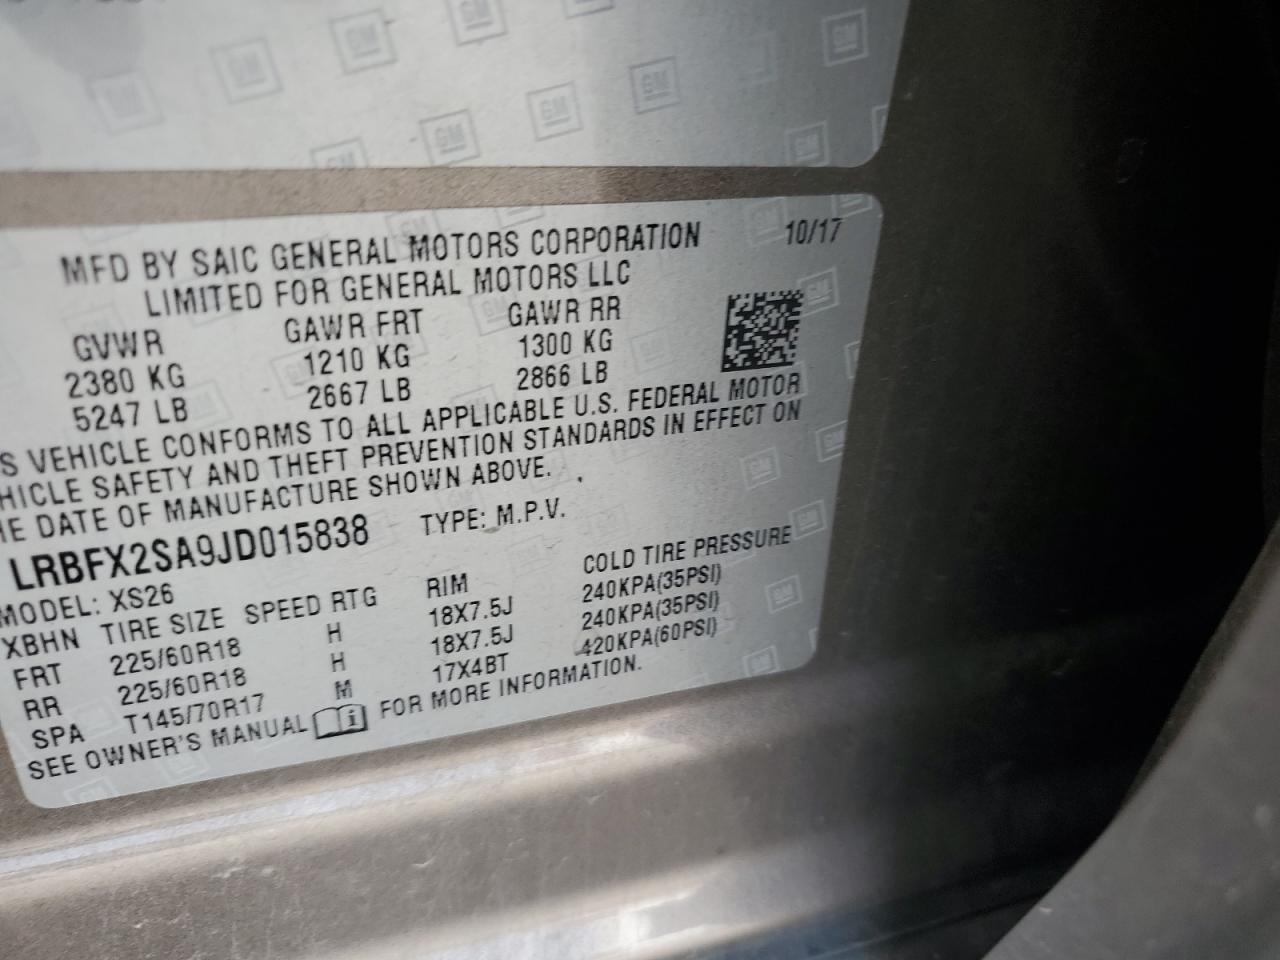 MFD BY SAIC GENERAL MOTORS CORPORATION 10/17
LIMITED FOR GENERAL MOTORS LLC
GVWR GAWR FRT GAWR RR
2380 KG 1210 KG 1300 KG
5247 LB 2667 LB 2866 LB
S VEHICLE CONFORMS TO ALL APPLICABLE U.S. FEDERAL MOTOR
HICLE SAFETY AND THEFT PREVENTION STANDARDS IN EFFECT ON
HE DATE OF MANUFACTURE SHOWN ABOVE.
LRBFX2SA9JD015838 TYPE: M.P.V.
MODEL: XS26
XBHN TIRE SIZE SPEED RTG RIM COLD TIRE PRESSURE
FRT 225/60R18 H 18X7.5J 240KPA(35PSI)
RR 225/60R18 H 18X7.5J 240KPA(35PSI)
SPA T145/70R17 M 17X4BT 420KPA(60PSI)
SEE OWNER'S MANUAL FOR MORE INFORMATION.